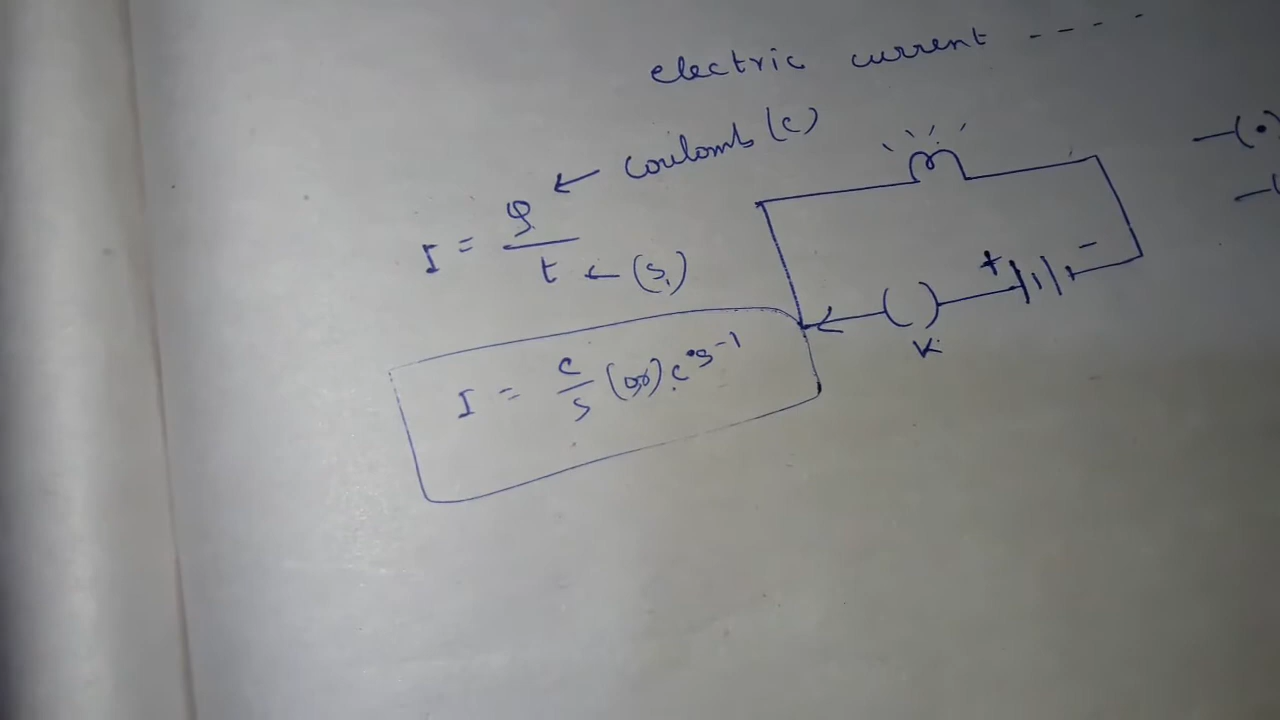 electric current ----
← coulomb (c)
I = Q / t ← (s)
+ -
K
I = c/s (or) c s⁻¹